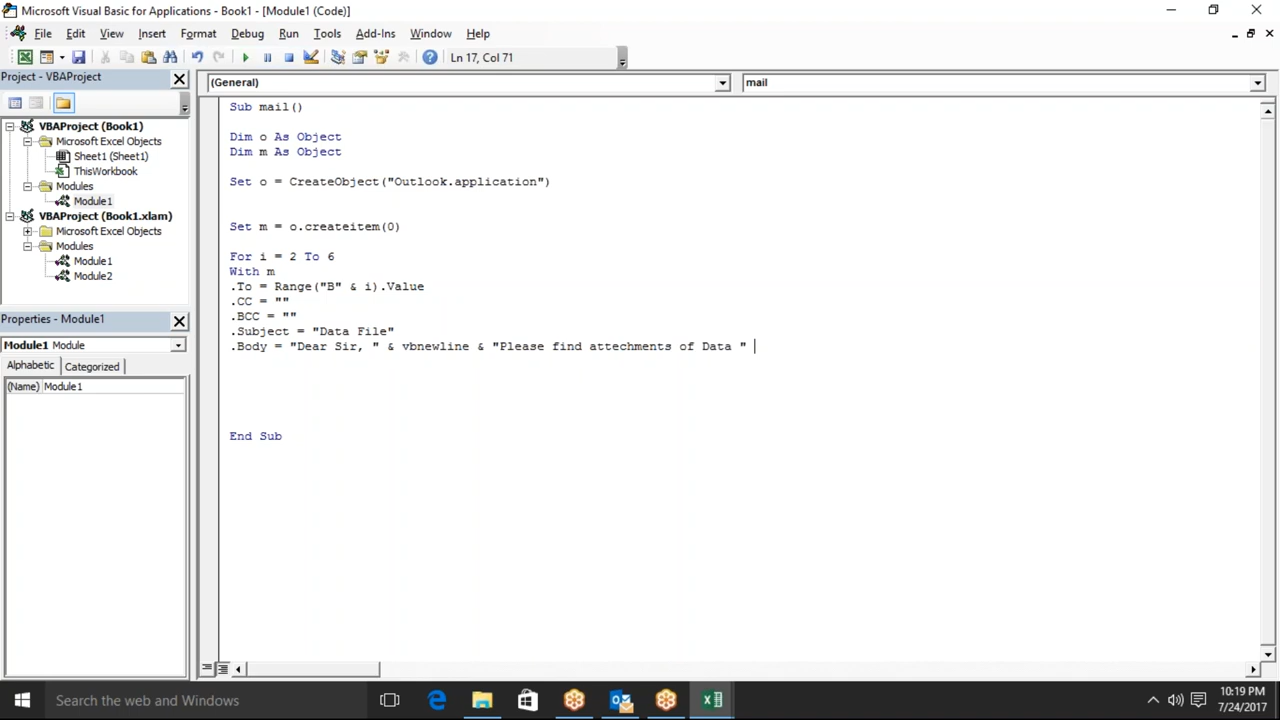 Microsoft Visual Basic for Applications - Book1 - [Module1 (Code)]
File Edit View Insert Format Debug Run Tools Add-Ins Window Help
Ln 17, Col 71
Project - VBAProject
(General) mail
VBAProject (Book1)
Microsoft Excel Objects
Sheet1 (Sheet1)
ThisWorkbook
Modules
Module1
VBAProject (Book1.xlam)
Microsoft Excel Objects
Modules
Module1
Module2
Properties - Module1
Module1 Module
Alphabetic Categorized
(Name) Module1
Sub mail()
Dim o As Object
Dim m As Object
Set o = CreateObject("Outlook.application")
Set m = o.createitem(0)
For i = 2 To 6
With m
.To = Range("B" & i).Value
.CC = ""
.BCC = ""
.Subject = "Data File"
.Body = "Dear Sir, " & vbnewline & "Please find attechments of Data "
End Sub
Search the web and Windows
10:19 PM
7/24/2017